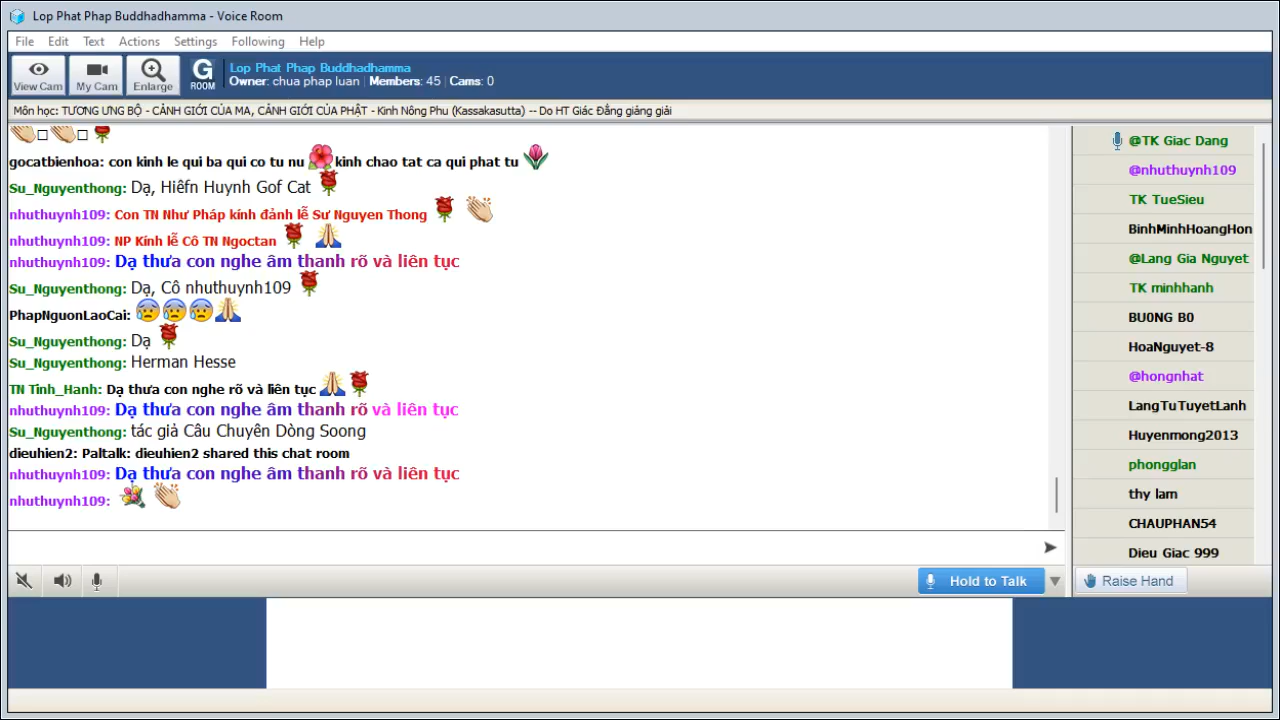 Lop Phat Phap Buddhadhamma - Voice Room
File Edit Text Actions Settings Following Help
View Cam My Cam Enlarge G ROOM
Lop Phat Phap Buddhadhamma
Owner: chua phap luan Members: 45 Cams: 0
Môn học: TƯƠNG ƯNG BỘ - CẢNH GIỚI CỦA MA, CẢNH GIỚI CỦA PHẬT - Kinh Nông Phu (Kassakasutta) -- Do HT Giác Đẳng giảng giải
gocatbienhoa: con kinh le qui ba qui co tu nu kinh chao tat ca qui phat tu
Su_Nguyenthong: Dạ, Hiêfn Huynh Gof Cat
nhuthuynh109: Con TN Như Pháp kính đảnh lễ Sư Nguyen Thong
nhuthuynh109: NP Kính lễ Cô TN Ngoctan
nhuthuynh109: Dạ thưa con nghe âm thanh rõ và liên tục
Su_Nguyenthong: Dạ, Cô nhuthuynh109
PhapNguonLaoCai:
Su_Nguyenthong: Dạ
Su_Nguyenthong: Herman Hesse
TN Tinh_Hanh: Dạ thưa con nghe rõ và liên tục
nhuthuynh109: Dạ thưa con nghe âm thanh rõ và liên tục
Su_Nguyenthong: tác giả Câu Chuyên Dòng Soong
dieuhien2: Paltalk: dieuhien2 shared this chat room
nhuthuynh109: Dạ thưa con nghe âm thanh rõ và liên tục
nhuthuynh109:
Hold to Talk
@TK Giac Dang
@nhuthuynh109
TK TueSieu
BinhMinhHoangHon
@Lang Gia Nguyet
TK minhhanh
BU0NG B0
HoaNguyet-8
@hongnhat
LangTuTuyetLanh
Huyenmong2013
phongglan
thy lam
CHAUPHAN54
Dieu Giac 999
Raise Hand